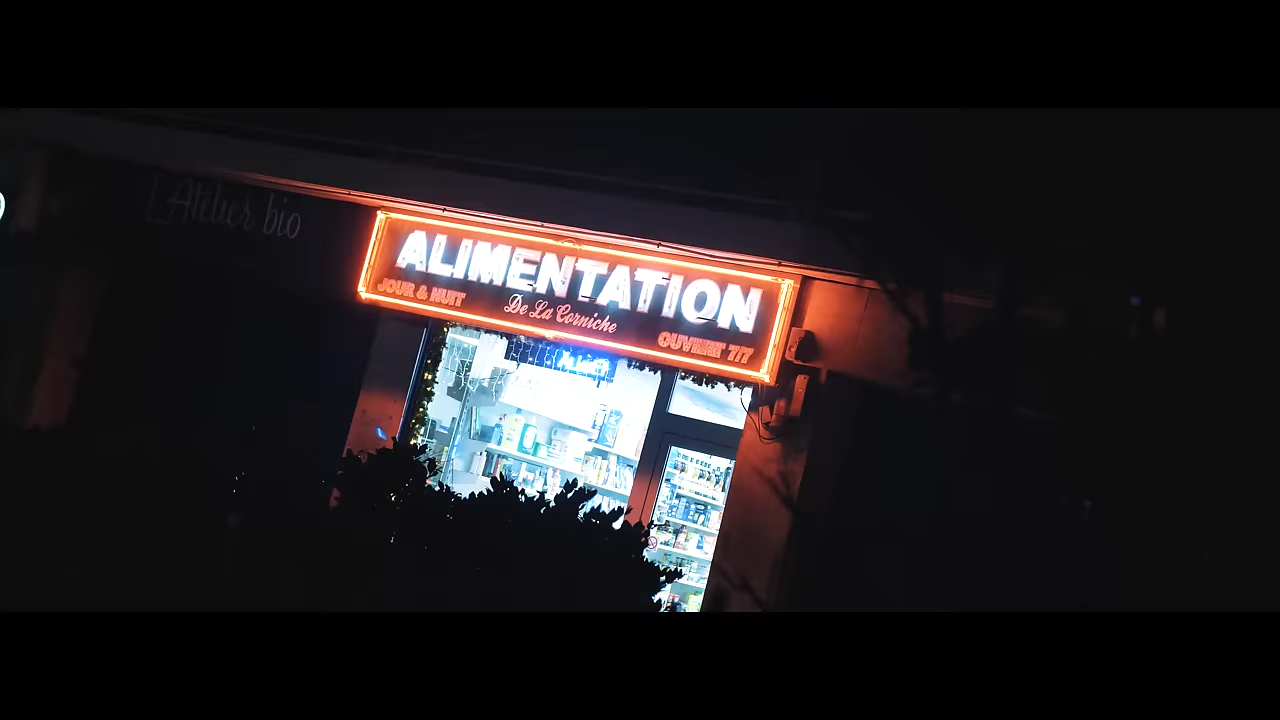 L'Atelier bio
ALIMENTATION
JOUR & NUIT
De La Corniche
OUVERT 7/7